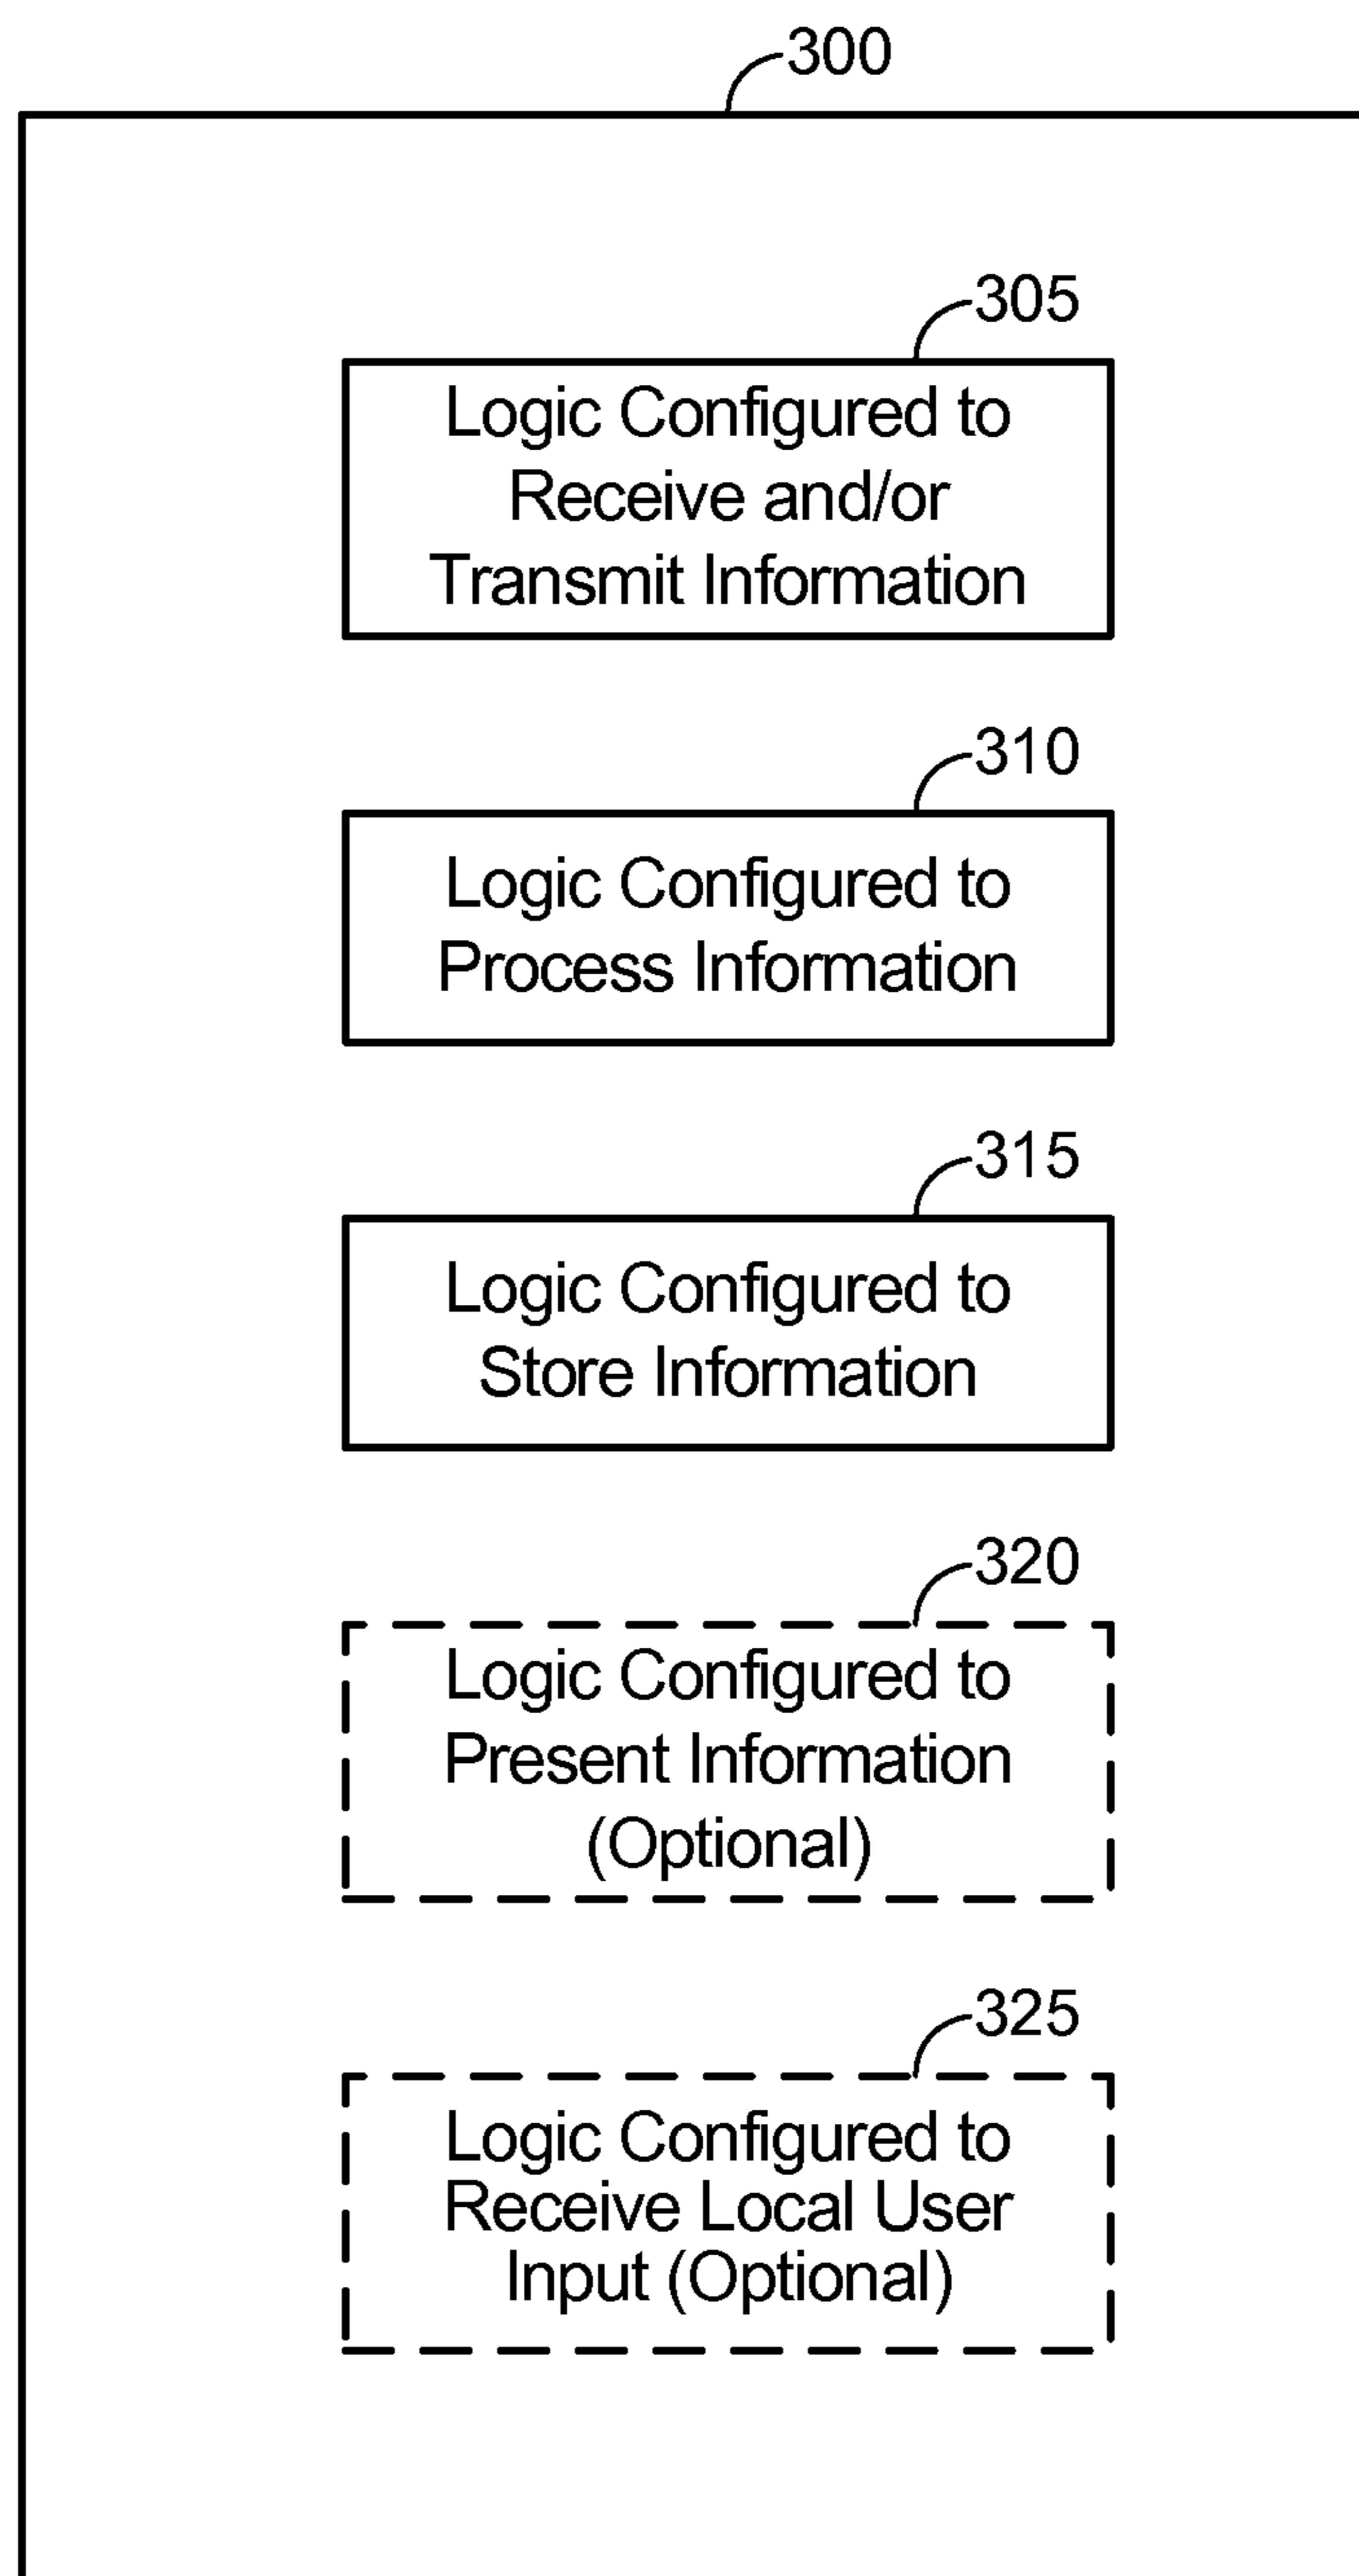 300
305
Logic Configured to
Receive and/or
Transmit Information
310
Logic Configured to
Process Information
315
Logic Configured to
Store Information
320
Logic Configured to
Present Information
(Optional)
325
Logic Configured to
Receive Local User
Input (Optional)